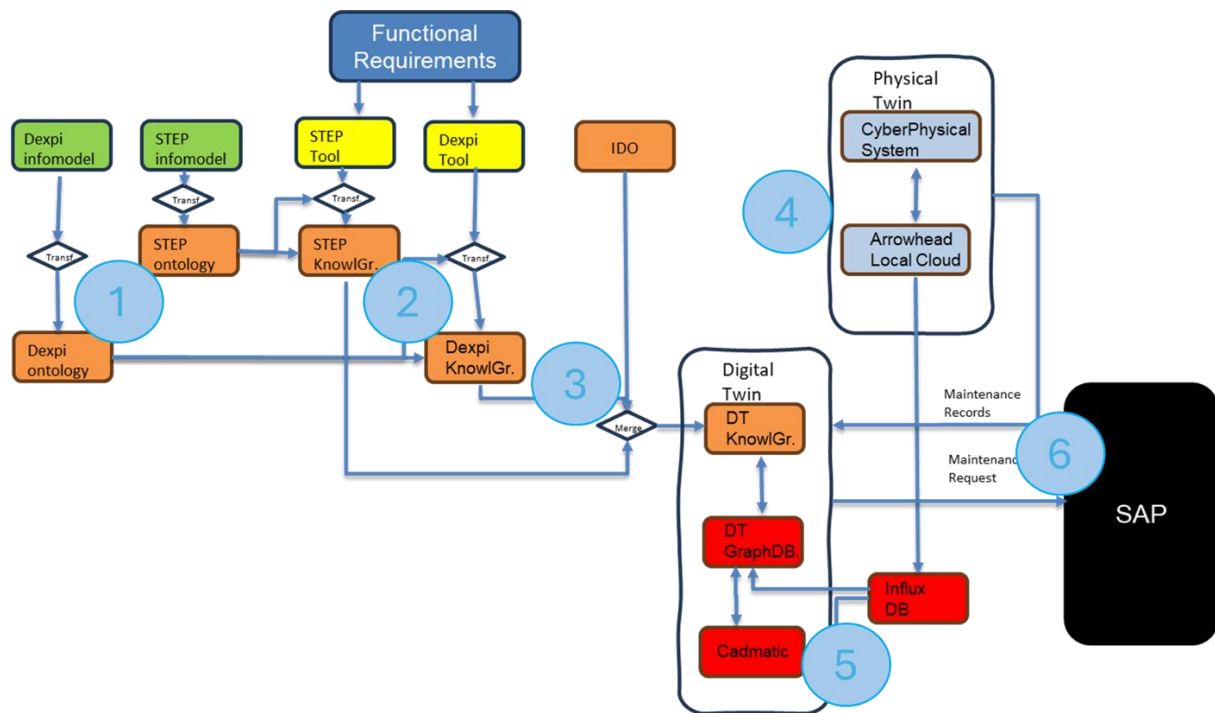 Functional
Requirements
Dexpi
infomodel
STEP
infomodel
STEP
Tool
Dexpi
Tool
IDO
Transf.
Transf.
Transf.
Transf.
STEP
ontology
STEP
KnowlGr.
1
2
Dexpi
ontology
Dexpi
KnowlGr.
3
Merge
Physical
Twin
CyberPhysical
System
4
Arrowhead
Local Cloud
Digital
Twin
DT
KnowlGr.
Maintenance
Records
6
Maintenance
Request
SAP
DT
GraphDB.
Influx
DB
Cadmatic
5